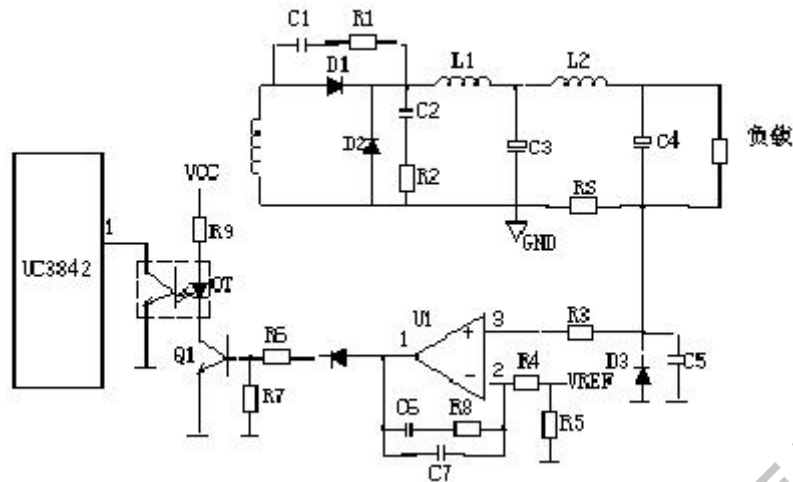 C1
R1
D1
L1
L2
C2
D2
R2
C3
C4
负载
RS
GND
VCC
R9
1
UC3842
OT
Q1
R6
R7
U1
1
3
2
R3
R4
VREF
D3
C5
R5
C6
R8
C7